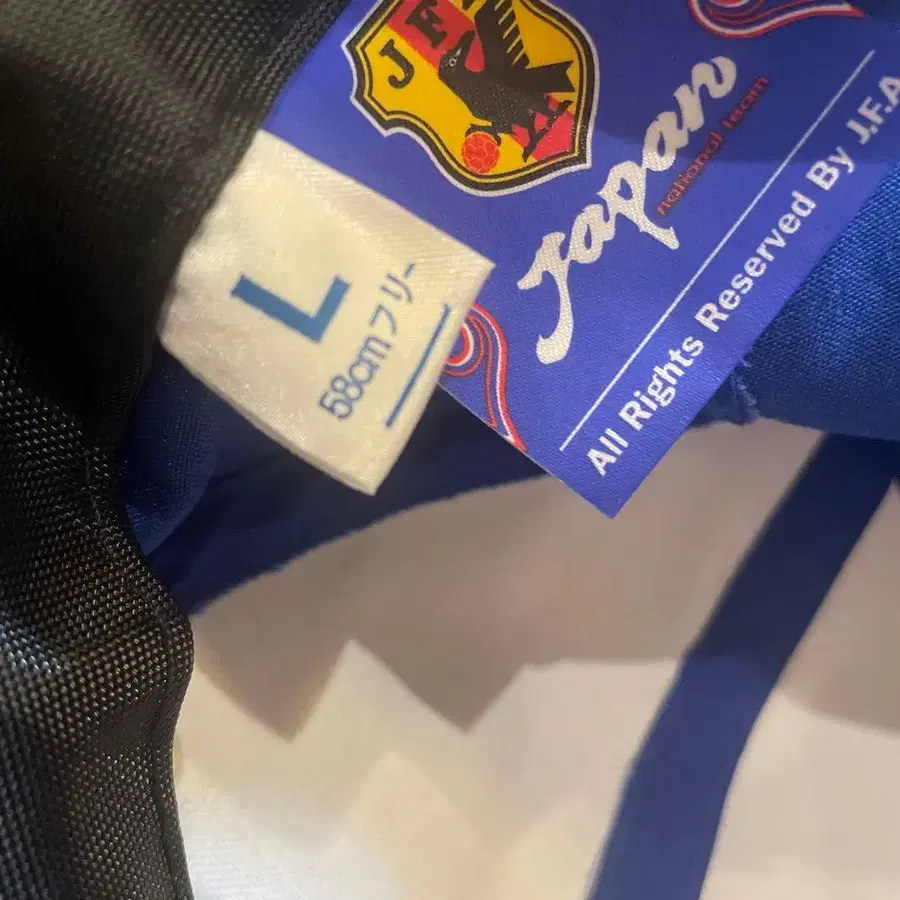 JFA
Japan
national team
All Rights Reserved By J.F.A
L
58cmフリー